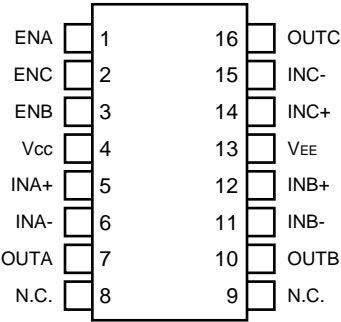 ENA 1 16 OUTC
ENC 2 15 INC-
ENB 3 14 INC+
Vcc 4 13 VEE
INA+ 5 12 INB+
INA- 6 11 INB-
OUTA 7 10 OUTB
N.C. 8 9 N.C.